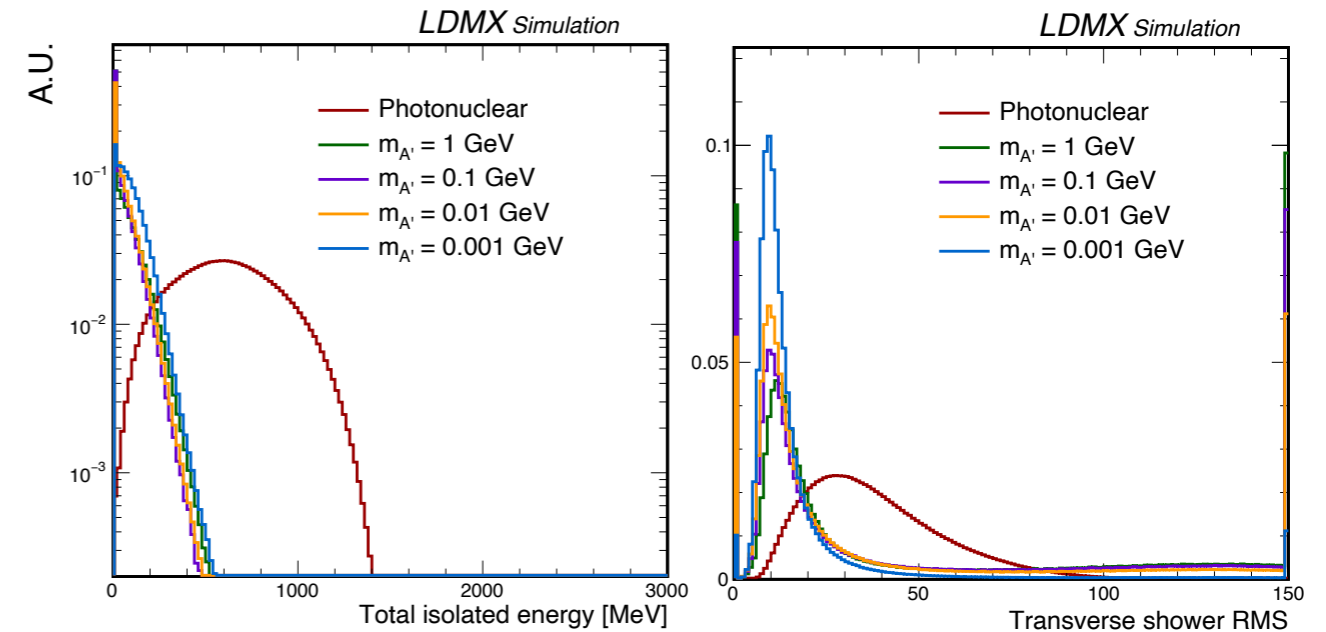 LDMX Simulation
A.U.
Photonuclear
m_A' = 1 GeV
m_A' = 0.1 GeV
m_A' = 0.01 GeV
m_A' = 0.001 GeV
10⁻¹
10⁻²
10⁻³
0 1000 2000 3000
Total isolated energy [MeV]
LDMX Simulation
Photonuclear
m_A' = 1 GeV
m_A' = 0.1 GeV
m_A' = 0.01 GeV
m_A' = 0.001 GeV
0.1
0.05
0
0 50 100 150
Transverse shower RMS